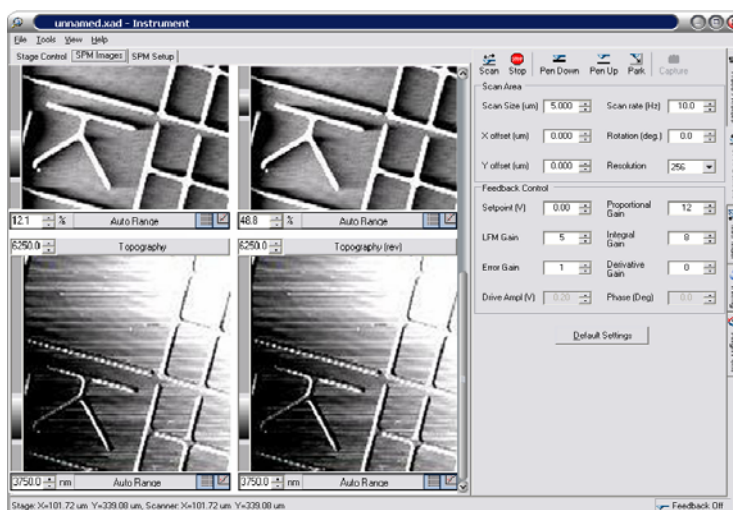 unnamed.xad - Instrument
File Tools View Help
Stage Control SPM Images SPM Setup
Scan Stop Pen Down Pen Up Park Capture
Scan Area
Scan Size (um) 5.000 Scan rate (Hz) 10.0
X offset (um) 0.000 Rotation (deg.) 0.0
Y offset (um) 0.000 Resolution 256
Feedback Control
Setpoint (V) 0.00 Proportional Gain 12
LFM Gain 5 Integral Gain 8
Error Gain 1 Derivative Gain 0
Drive Ampl (V) 0.20 Phase (Deg) 0.0
Default Settings
12.1 % Auto Range 48.8 % Auto Range
6250.0 Topography 6250.0 Topography (rev)
3750.0 nm Auto Range 3750.0 nm Auto Range
Stage: X=101.72 um Y=339.08 um, Scanner: X=101.72 um Y=339.08 um Feedback Off